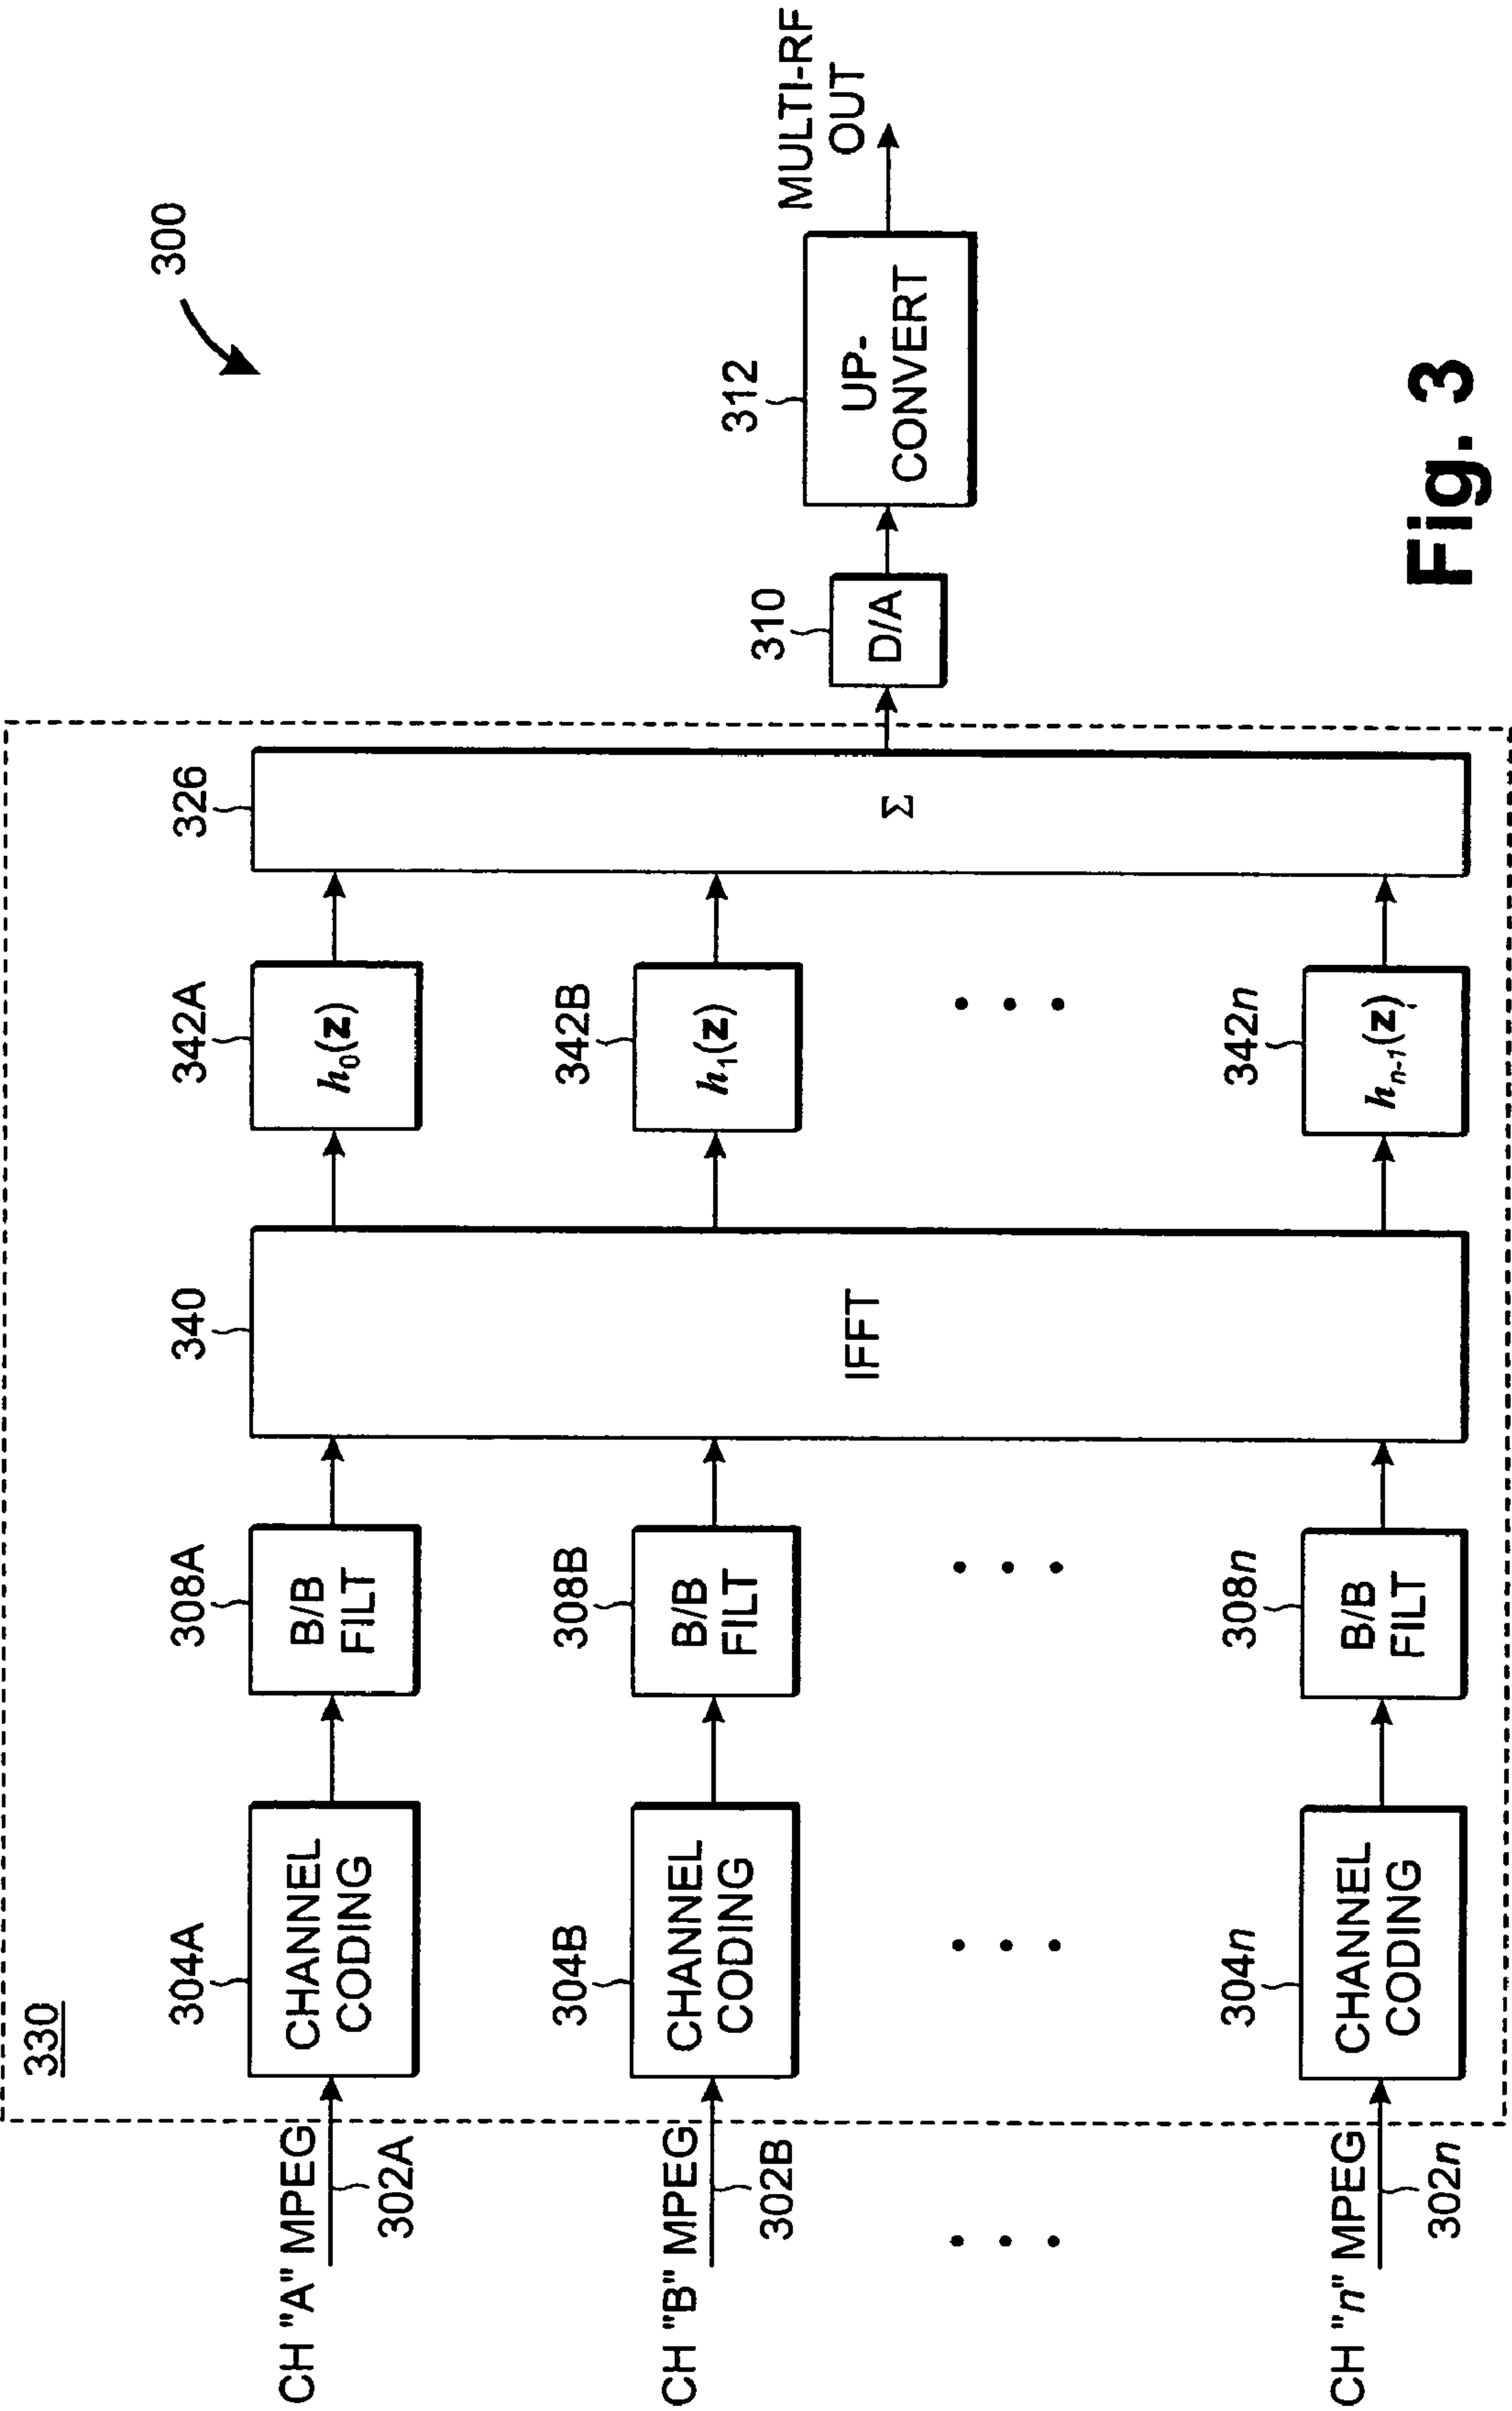 300
330
CH "A" MPEG
302A
304A
CHANNEL
CODING
308A
B/B
FILT
340
IFFT
342A
h0(z)
326
Σ
310
D/A
312
UP-
CONVERT
MULTI-RF
OUT
CH "B" MPEG
302B
304B
CHANNEL
CODING
308B
B/B
FILT
342B
h1(z)
CH "n" MPEG
302n
304n
CHANNEL
CODING
308n
B/B
FILT
342n
hn-1(z)
Fig. 3